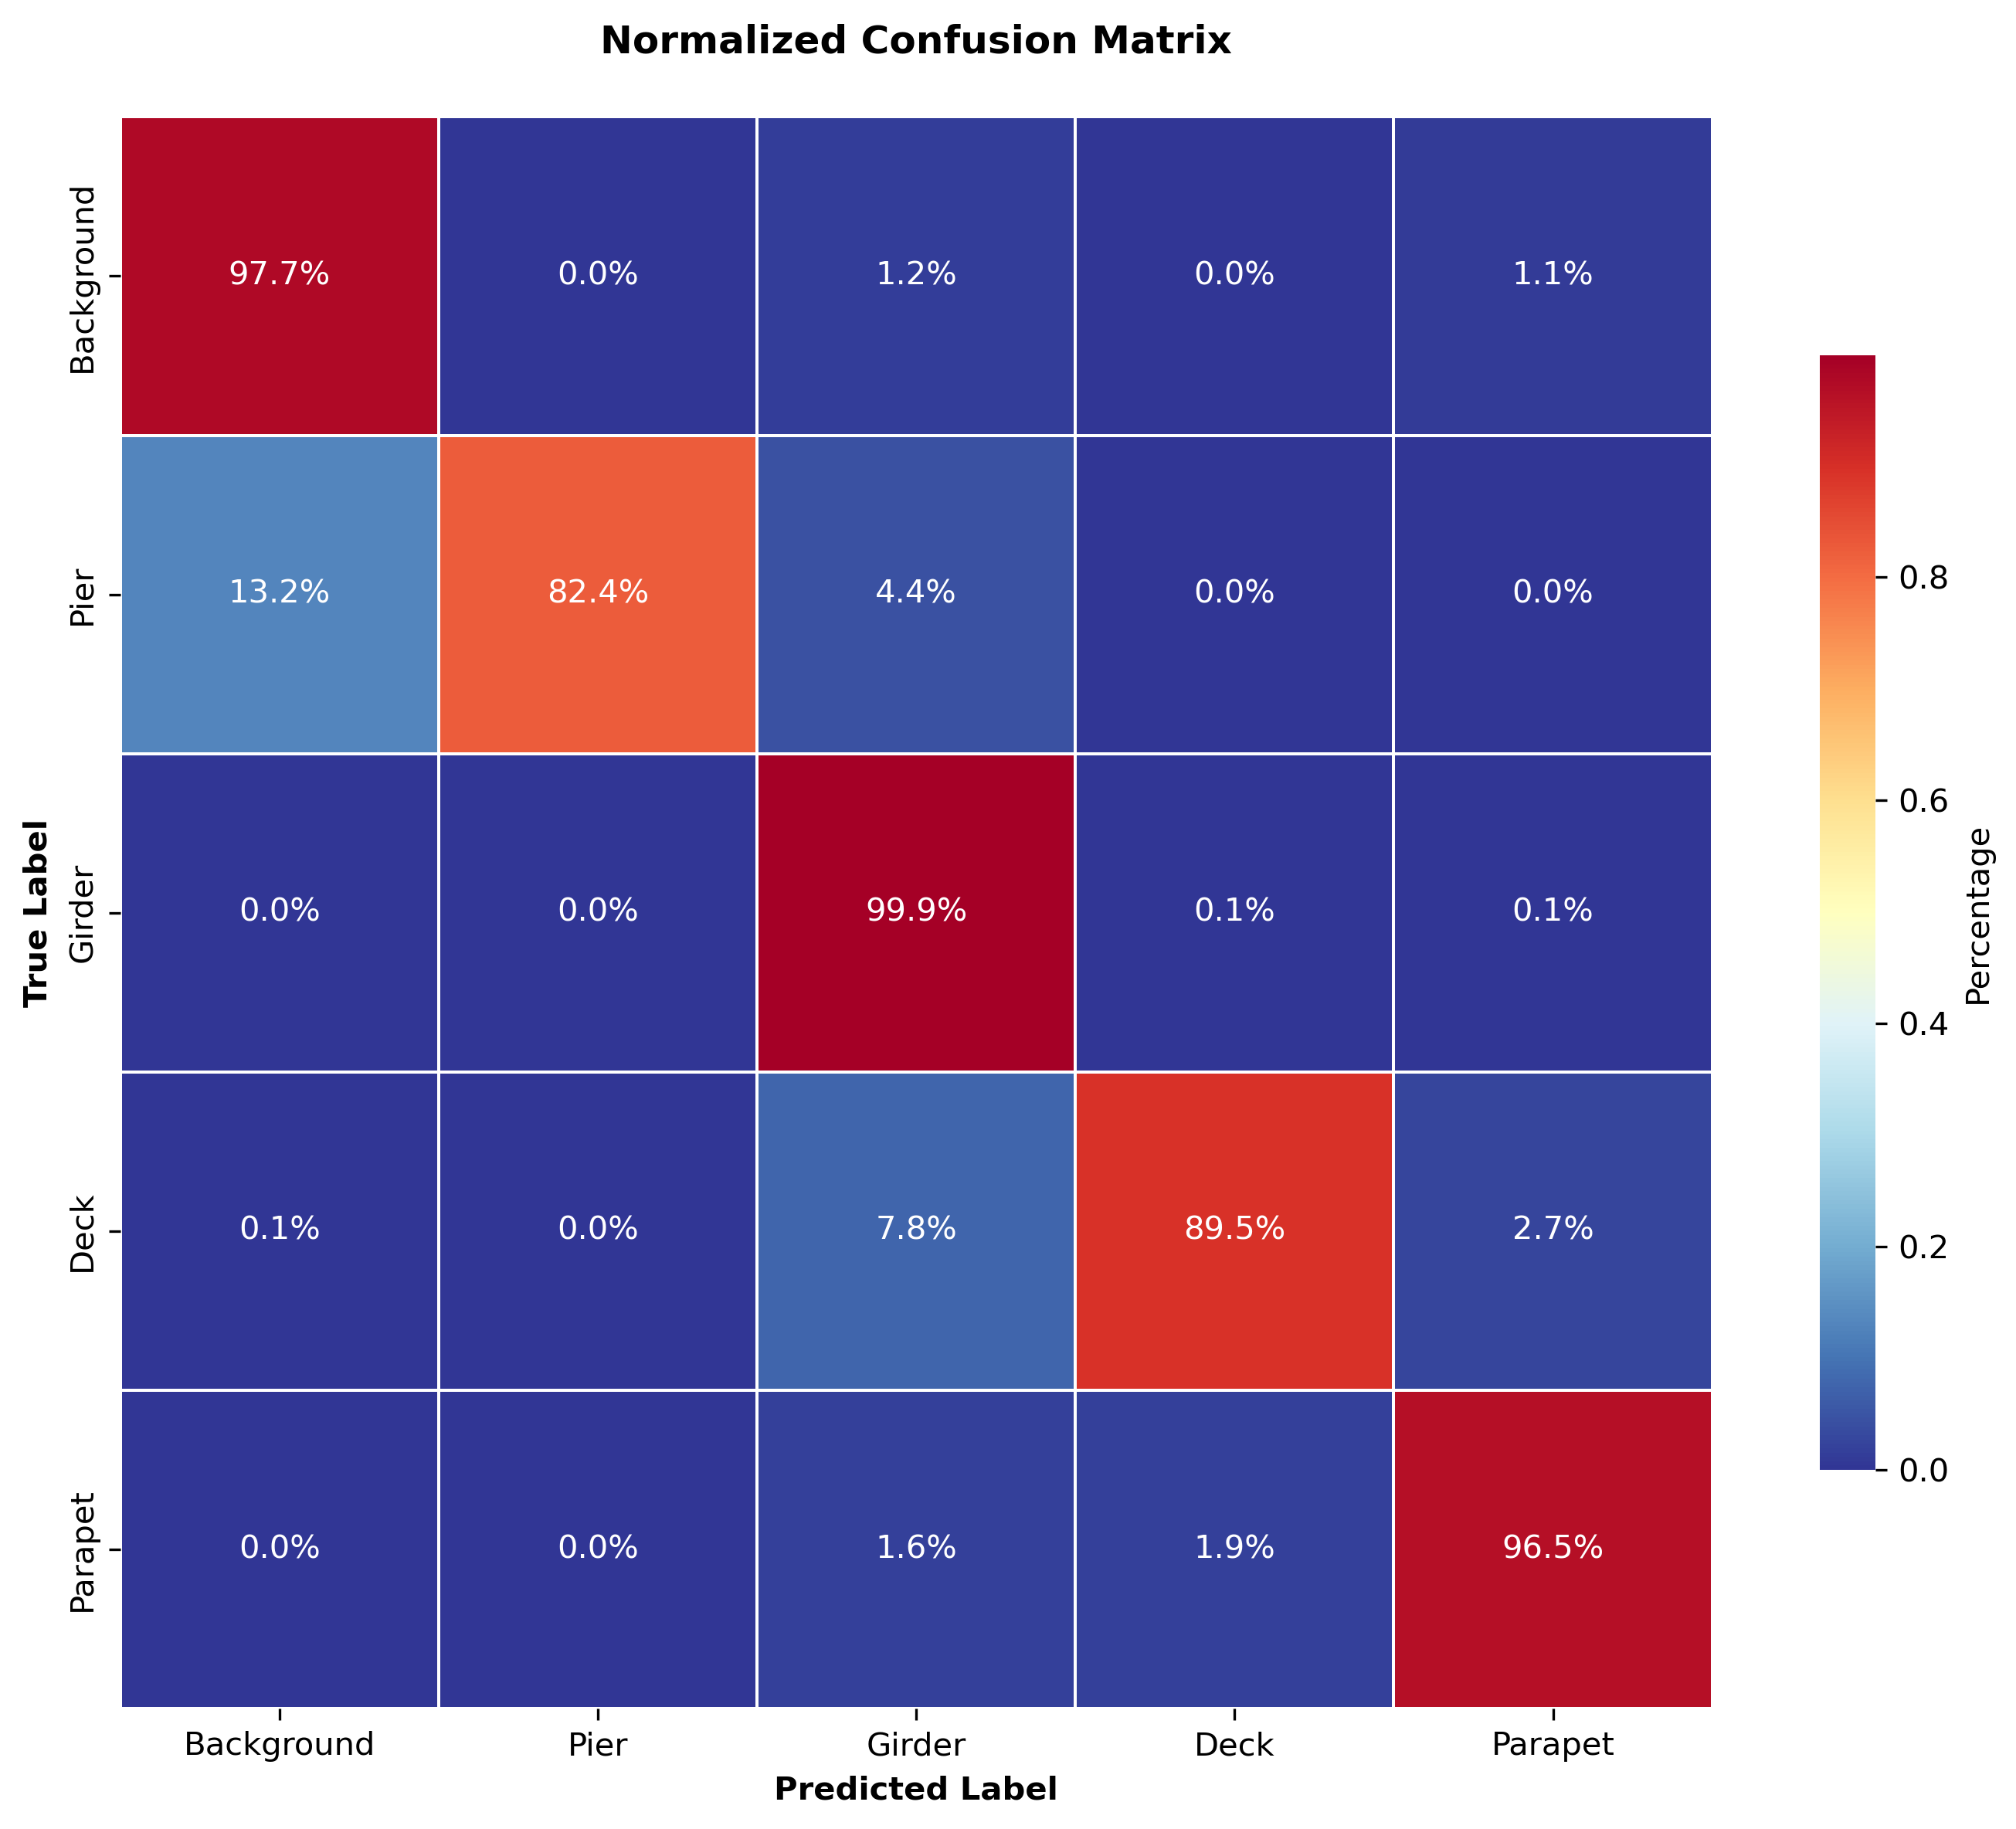 Normalized Confusion Matrix
True Label
Background
97.7% 0.0% 1.2% 0.0% 1.1%
Pier
13.2% 82.4% 4.4% 0.0% 0.0%
Girder
0.0% 0.0% 99.9% 0.1% 0.1%
Deck
0.1% 0.0% 7.8% 89.5% 2.7%
Parapet
0.0% 0.0% 1.6% 1.9% 96.5%
Background Pier Girder Deck Parapet
Predicted Label
0.8
0.6
0.4
0.2
0.0
Percentage